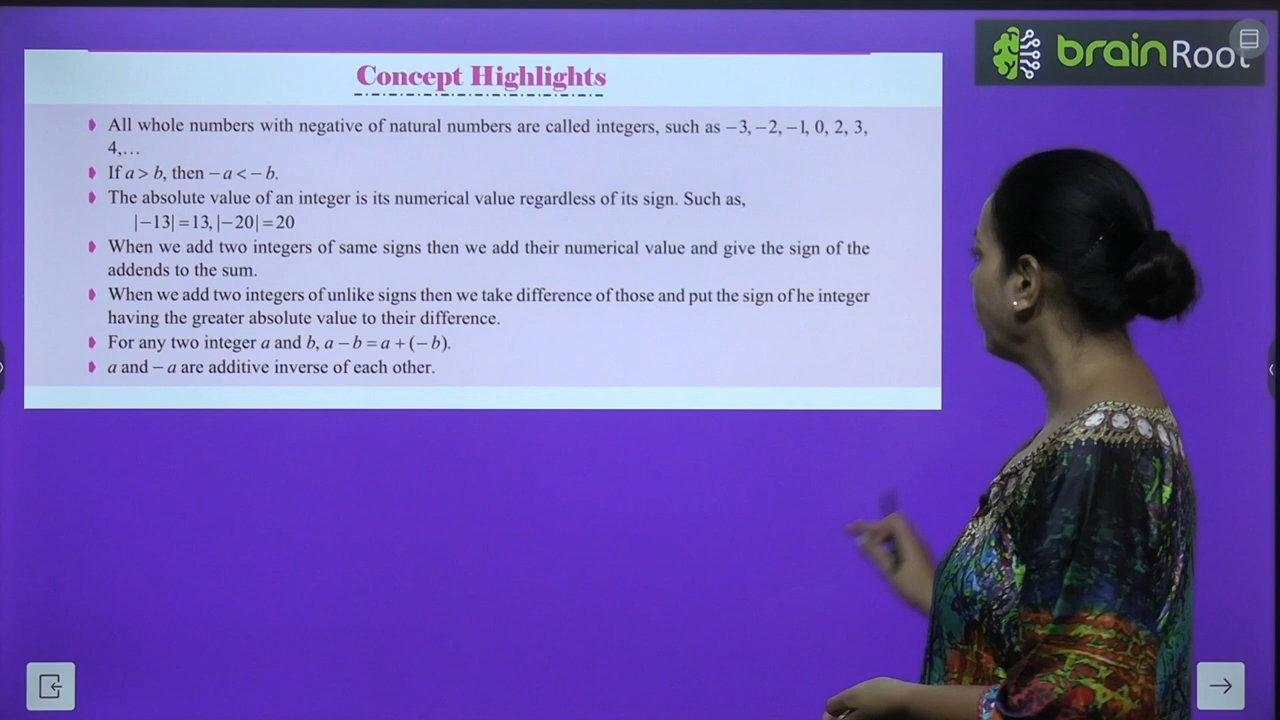 brainRoot
Concept Highlights
All whole numbers with negative of natural numbers are called integers, such as −3, −2, −1, 0, 2, 3,
4,...
If a > b, then − a < − b.
The absolute value of an integer is its numerical value regardless of its sign. Such as,
|−13| = 13, |−20| = 20
When we add two integers of same signs then we add their numerical value and give the sign of the
addends to the sum.
When we add two integers of unlike signs then we take difference of those and put the sign of he integer
having the greater absolute value to their difference.
For any two integer a and b, a − b = a + (− b).
a and − a are additive inverse of each other.